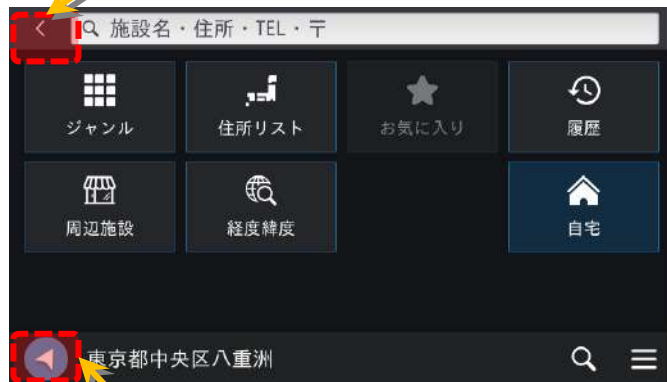 施設名・住所・TEL・〒
ジャンル
住所リスト
お気に入り
履歴
周辺施設
経度緯度
自宅
東京都中央区八重洲